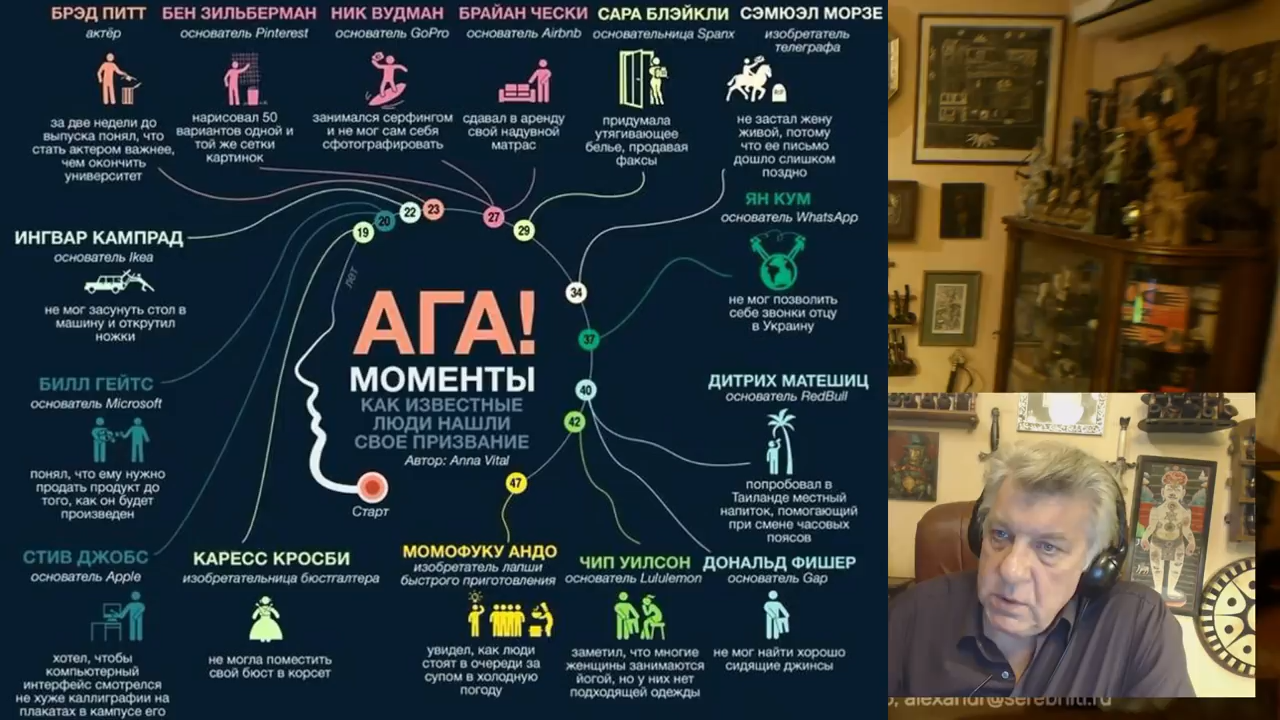 БРЭД ПИТТ
актёр
за две недели до
выпуска понял, что
стать актером важнее,
чем окончить
университет
БЕН ЗИЛЬБЕРМАН
основатель Pinterest
нарисовал 50
вариантов одной и
той же сетки
картинок
НИК ВУДМАН
основатель GoPro
занимался серфингом
и не мог сам себя
сфотографировать
БРАЙАН ЧЕСКИ
основатель Airbnb
сдавал в аренду
свой надувной
матрас
САРА БЛЭЙКЛИ
основательница Spanx
придумала
утягивающее
белье, продавая
факсы
СЭМЮЭЛ МОРЗЕ
изобретатель
телеграфа
не застал жену
живой, потому
что ее письмо
дошло слишком
поздно
ИНГВАР КАМПРАД
основатель Ikea
не мог засунуть стол в
машину и открутил
ножки
19
20
22
23
27
29
34
37
40
42
47
лет
АГА!
МОМЕНТЫ
КАК ИЗВЕСТНЫЕ
ЛЮДИ НАШЛИ
СВОЕ ПРИЗВАНИЕ
Автор: Anna Vital
Старт
ЯН КУМ
основатель WhatsApp
не мог позволить
себе звонки отцу
в Украину
БИЛЛ ГЕЙТС
основатель Microsoft
понял, что ему нужно
продать продукт до
того, как он будет
произведен
ДИТРИХ МАТЕШИЦ
основатель RedBull
попробовал в
Таиланде местный
напиток, помогающий
при смене часовых
поясов
СТИВ ДЖОБС
основатель Apple
хотел, чтобы
компьютерный
интерфейс смотрелся
не хуже каллиграфии на
плакатах в кампусе его
КАРЕСС КРОСБИ
изобретательница бюстгалтера
не могла поместить
свой бюст в корсет
МОМОФУКУ АНДО
изобретатель лапши
быстрого приготовления
увидел, как люди
стоят в очереди за
супом в холодную
погоду
ЧИП УИЛСОН
основатель Lululemon
заметил, что многие
женщины занимаются
йогой, но у них нет
подходящей одежды
ДОНАЛЬД ФИШЕР
основатель Gap
не мог найти хорошо
сидящие джинсы